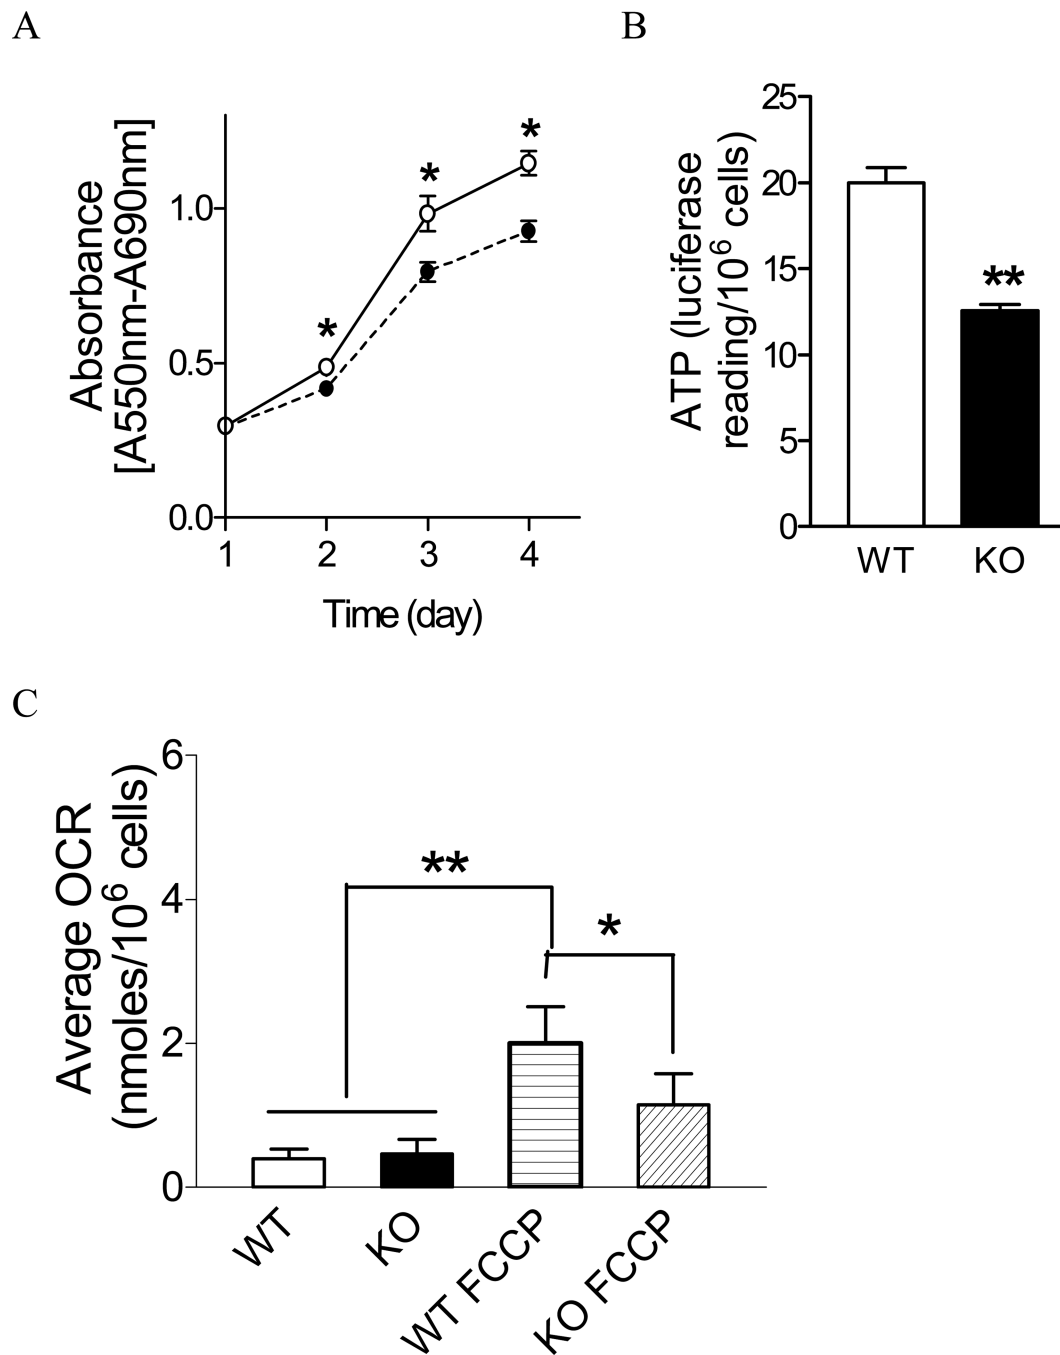 A
Absorbance
[A550nm-A690nm]
1.0
0.5
0.0
*
*
*
1
2
3
4
Time (day)
B
ATP (luciferase
reading/10⁶ cells)
25
20
15
10
5
0
**
WT
KO
C
Average OCR
(nmoles/10⁶ cells)
6
4
2
0
**
*
WT
KO
WT FCCP
KO FCCP